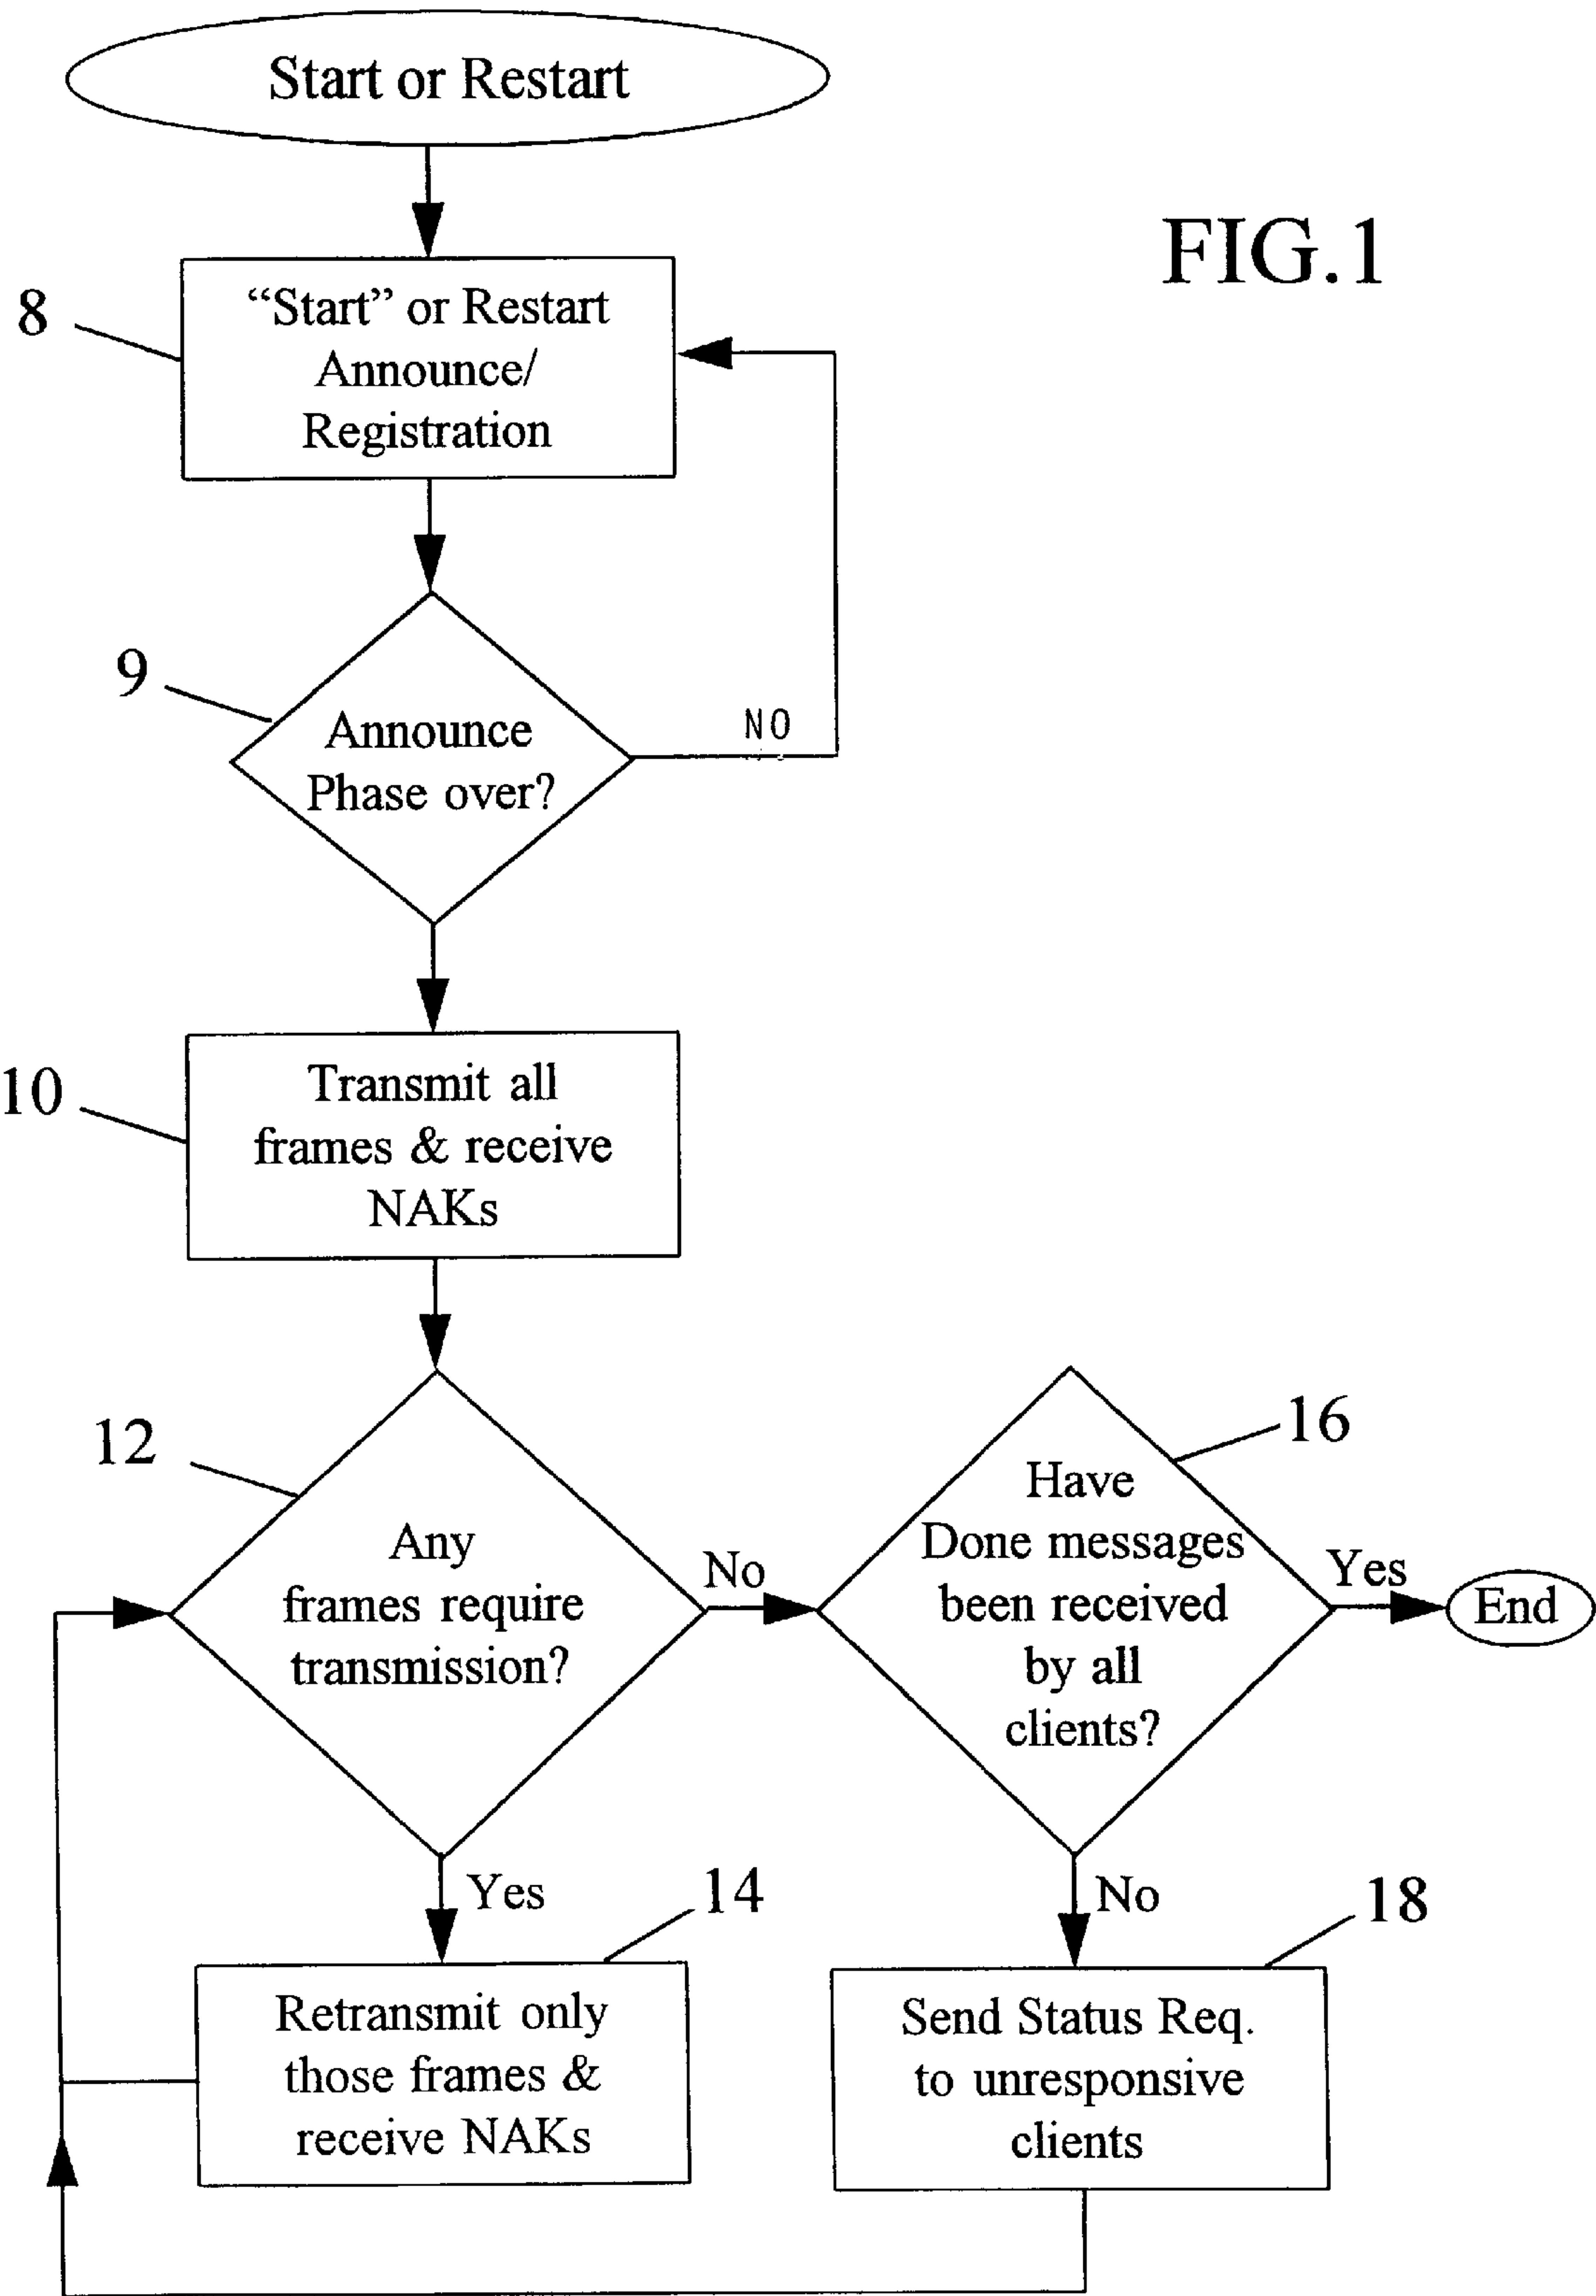 Start or Restart
FIG.1
8
“Start” or Restart
Announce/
Registration
9
Announce
Phase over?
NO
10
Transmit all
frames & receive
NAKs
12
Any
frames require
transmission?
No
16
Have
Done messages
been received
by all
clients?
Yes
End
Yes
14
Retransmit only
those frames &
receive NAKs
No
18
Send Status Req.
to unresponsive
clients